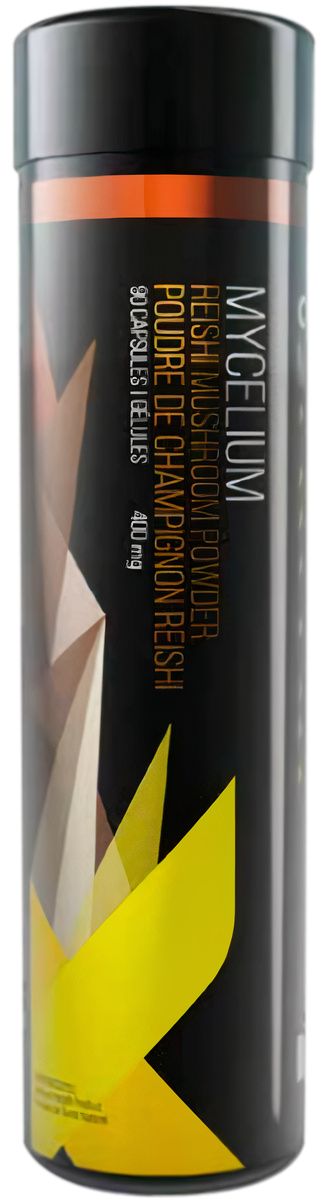 MYCELIUM
REISHI MUSHROOM POWDER
POUDRE DE CHAMPIGNON REISHI
90 CAPSULES | GÉLULES 400 mg